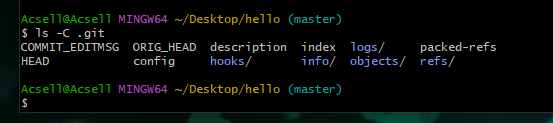 Acsell@Acsell MINGW64 ~/Desktop/hello (master)
$ ls -C .git
COMMIT_EDITMSG  ORIG_HEAD  description  index  logs/     packed-refs
HEAD            config     hooks/       info/  objects/  refs/
Acsell@Acsell MINGW64 ~/Desktop/hello (master)
$